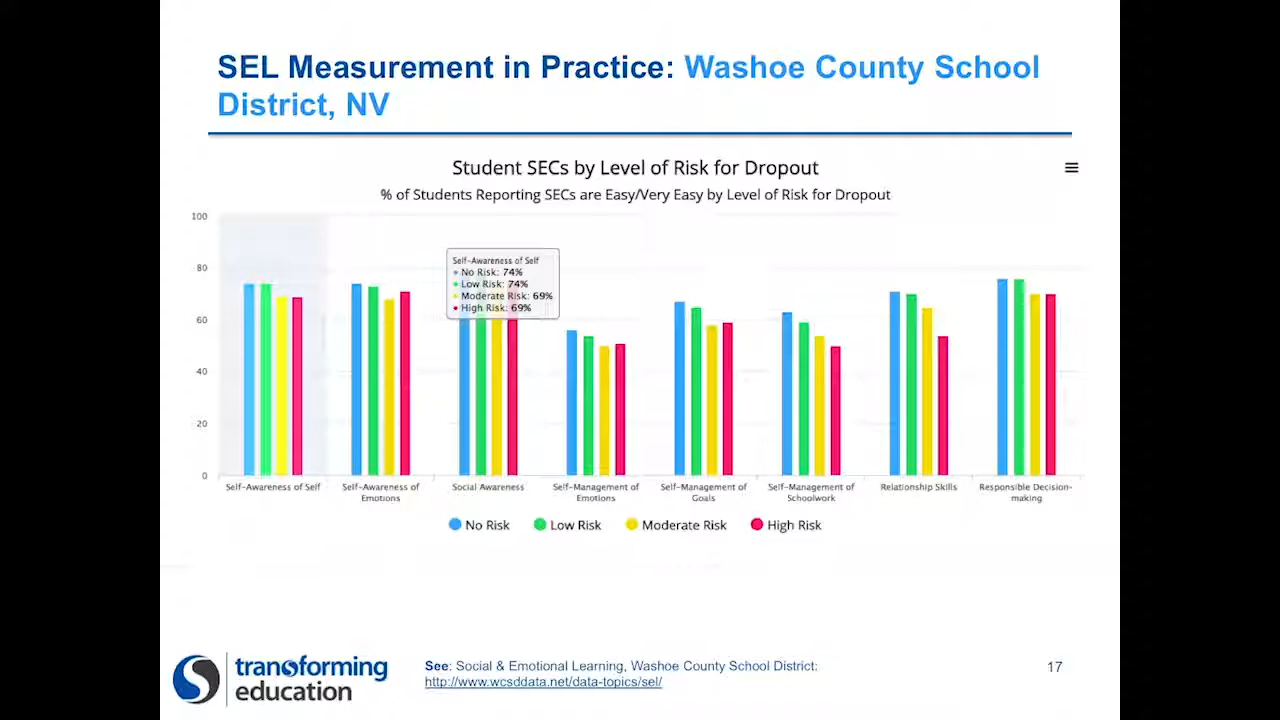 SEL Measurement in Practice: Washoe County School
District, NV
Student SECs by Level of Risk for Dropout
% of Students Reporting SECs are Easy/Very Easy by Level of Risk for Dropout
100
80
60
40
20
0
Self-Awareness of Self
No Risk: 74%
Low Risk: 74%
Moderate Risk: 69%
High Risk: 69%
Self-Awareness of Self
Self-Awareness of
Emotions
Social Awareness
Self-Management of
Emotions
Self-Management of
Goals
Self-Management of
Schoolwork
Relationship Skills
Responsible Decision-
making
No Risk
Low Risk
Moderate Risk
High Risk
transforming
education
See: Social & Emotional Learning, Washoe County School District:
http://www.wcsddata.net/data-topics/sel/
17